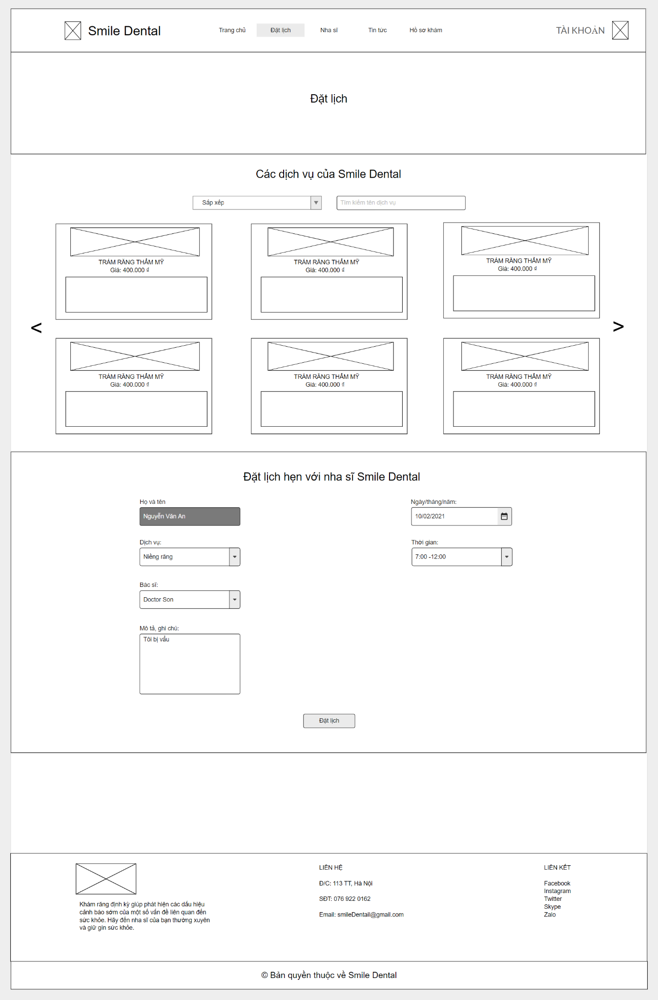 Smile Dental
Trang chủ
Đặt lịch
Nha sĩ
Tin tức
Hồ sơ khám
TÀI KHOẢN
Đặt lịch
Các dịch vụ của Smile Dental
Sắp xếp
Tìm kiếm tên dịch vụ
TRÁM RĂNG THẨM MỸ
Giá: 400.000 ₫
TRÁM RĂNG THẨM MỸ
Giá: 400.000 ₫
TRÁM RĂNG THẨM MỸ
Giá: 400.000 ₫
<
>
TRÁM RĂNG THẨM MỸ
Giá: 400.000 ₫
TRÁM RĂNG THẨM MỸ
Giá: 400.000 ₫
TRÁM RĂNG THẨM MỸ
Giá: 400.000 ₫
Đặt lịch hẹn với nha sĩ Smile Dental
Họ và tên
Nguyễn Văn An
Ngày/tháng/năm:
10/02/2021
Dịch vụ:
Niềng răng
Thời gian:
7:00 -12:00
Bác sĩ:
Doctor Son
Mô tả, ghi chú:
Tôi bị vẩu
Đặt lịch
Khám răng định kỳ giúp phát hiện các dấu hiệu
cảnh báo sớm của một số vấn đề liên quan đến
sức khỏe. Hãy đến nha sĩ của bạn thường xuyên
và giữ gin sức khỏe.
LIÊN HỆ
Đ/C: 113 TT, Hà Nội
SĐT: 076 922 0162
Email: smileDentail@gmail.com
LIÊN KẾT
Facebook
Instagram
Twitter
Skype
Zalo
© Bản quyền thuộc về Smile Dental